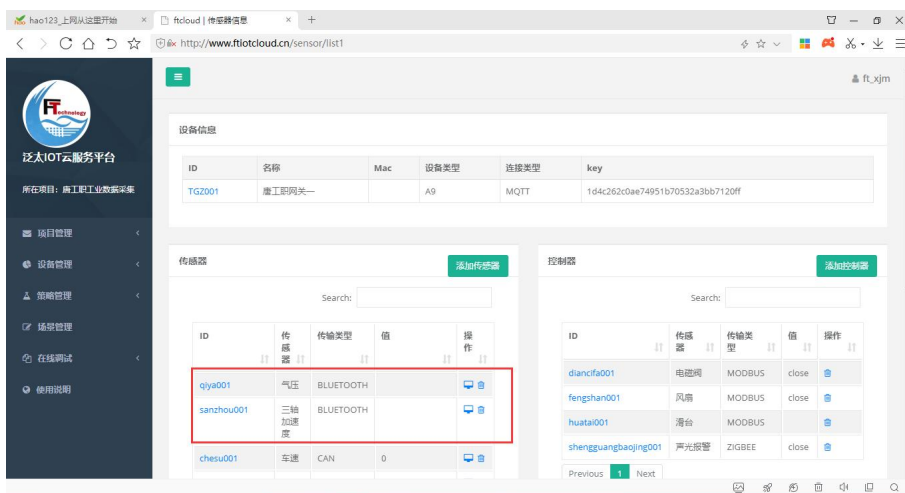 hao123_上网从这里开始
ftcloud | 传感器信息
http://www.ftiotcloud.cn/sensor/list1
ft_xjm
FTechnology
泛太IOT云服务平台
所在项目：唐工职工业数据采集
项目管理
设备管理
策略管理
场景管理
在线调试
使用说明
设备信息
ID 名称 Mac 设备类型 连接类型 key
TGZ001 唐工职网关一 A9 MQTT 1d4c262c0ae74951b70532a3bb7120ff
传感器 添加传感器
Search:
ID 传感器 传输类型 值 操作
qiya001 气压 BLUETOOTH
sanzhou001 三轴加速度 BLUETOOTH
chesu001 车速 CAN 0
控制器 添加控制器
Search:
ID 传感器 传输类型 值 操作
diancifa001 电磁阀 MODBUS close
fengshan001 风扇 MODBUS close
huatai001 滑台 MODBUS
shengguangbaojing001 声光报警 ZIGBEE close
Previous 1 Next